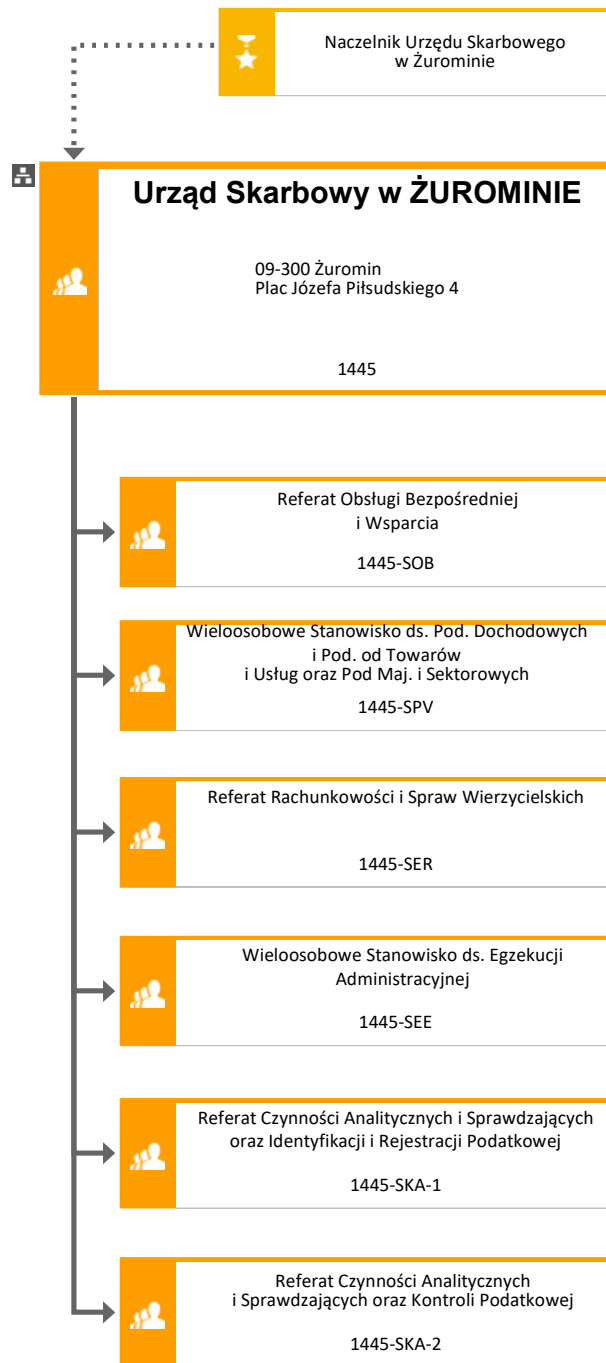 Naczelnik Urzędu Skarbowego
w Żurominie
Urząd Skarbowy w ŻUROMINIE
09-300 Żuromin
Plac Józefa Piłsudskiego 4
1445
Referat Obsługi Bezpośredniej
i Wsparcia
1445-SOB
Wieloosobowe Stanowisko ds. Pod. Dochodowych
i Pod. od Towarów
i Usług oraz Pod Maj. i Sektorowych
1445-SPV
Referat Rachunkowości i Spraw Wierzycielskich
1445-SER
Wieloosobowe Stanowisko ds. Egzekucji
Administracyjnej
1445-SEE
Referat Czynności Analitycznych i Sprawdzających
oraz Identyfikacji i Rejestracji Podatkowej
1445-SKA-1
Referat Czynności Analitycznych
i Sprawdzających oraz Kontroli Podatkowej
1445-SKA-2